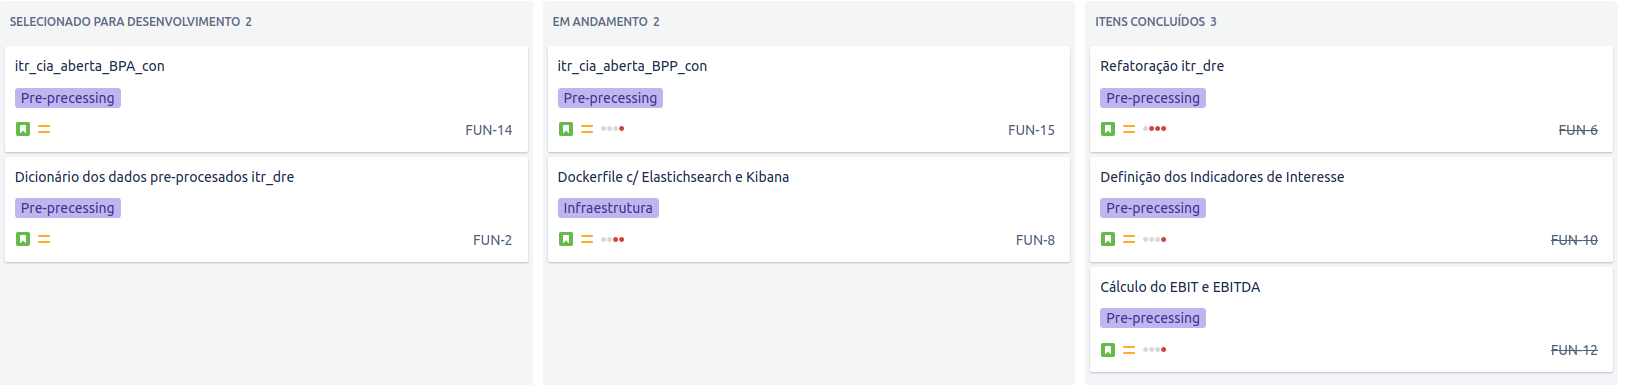 SELECIONADO PARA DESENVOLVIMENTO 2
itr_cia_aberta_BPA_con
Pre-precessing
FUN-14
Dicionário dos dados pre-procesados itr_dre
Pre-precessing
FUN-2
EM ANDAMENTO 2
itr_cia_aberta_BPP_con
Pre-precessing
FUN-15
Dockerfile c/ Elastichsearch e Kibana
Infraestrutura
FUN-8
ITENS CONCLUÍDOS 3
Refatoração itr_dre
Pre-precessing
FUN-6
Definição dos Indicadores de Interesse
Pre-precessing
FUN-10
Cálculo do EBIT e EBITDA
Pre-precessing
FUN-12